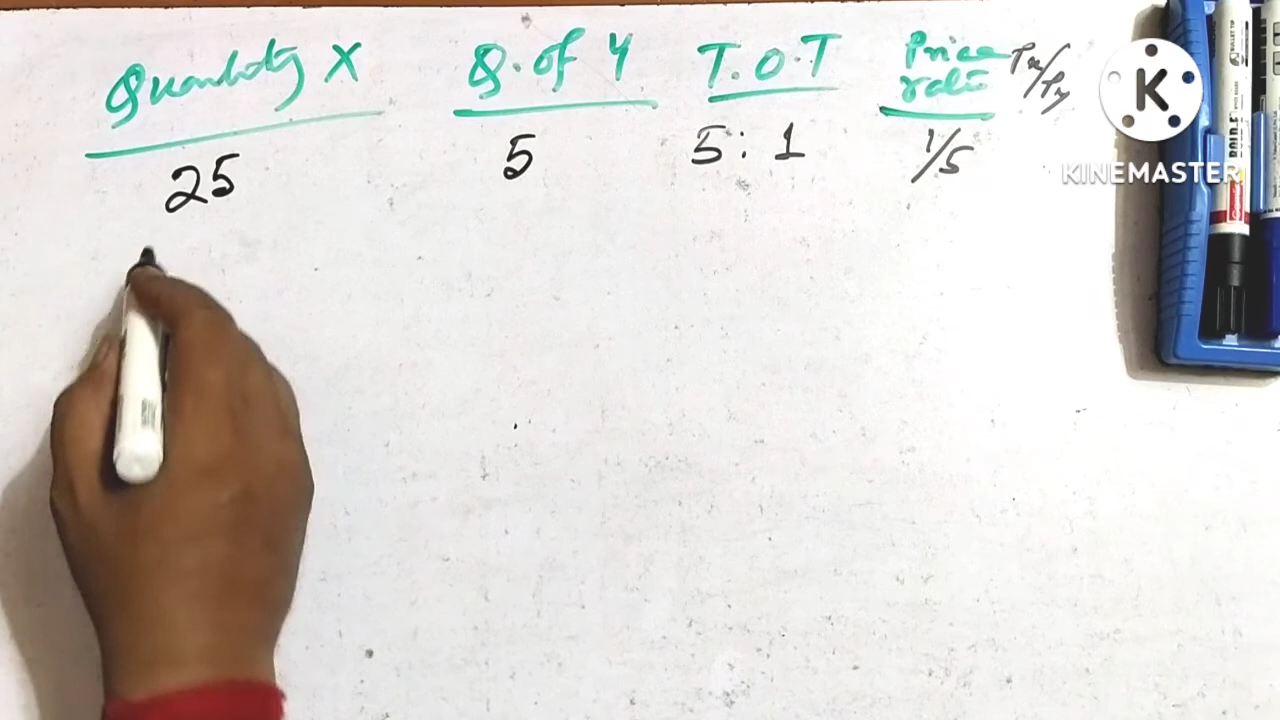 Quantity X Q. of Y T.O.T Price ratio Px/Py
25 5 5:1 1/5
K
KINEMASTER